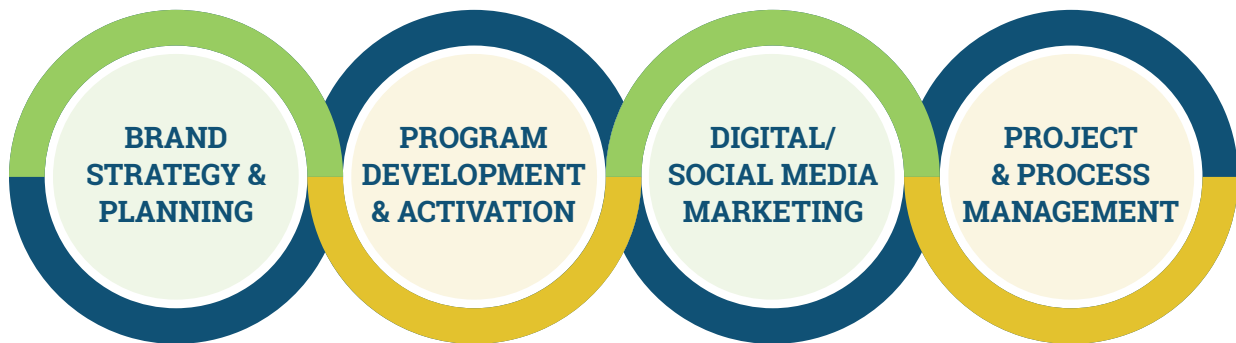 BRAND
STRATEGY &
PLANNING
PROGRAM
DEVELOPMENT
& ACTIVATION
DIGITAL/
SOCIAL MEDIA
MARKETING
PROJECT
& PROCESS
MANAGEMENT